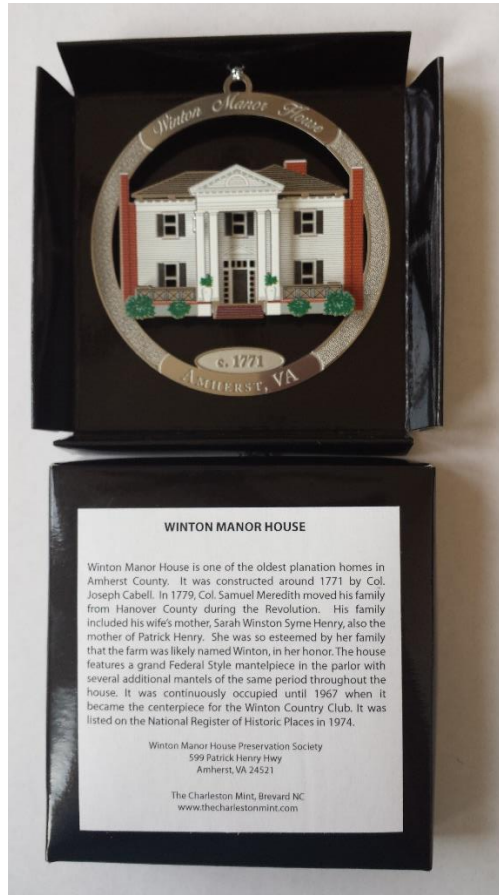 Winton Manor House
c. 1771
AMHERST, VA
WINTON MANOR HOUSE
Winton Manor House is one of the oldest planation homes in
Amherst County. It was constructed around 1771 by Col.
Joseph Cabell. In 1779, Col. Samuel Meredith moved his family
from Hanover County during the Revolution. His family
included his wife's mother, Sarah Winston Syme Henry, also the
mother of Patrick Henry. She was so esteemed by her family
that the farm was likely named Winton, in her honor. The house
features a grand Federal Style mantelpiece in the parlor with
several additional mantels of the same period throughout the
house. It was continuously occupied until 1967 when it
became the centerpiece for the Winton Country Club. It was
listed on the National Register of Historic Places in 1974.
Winton Manor House Preservation Society
599 Patrick Henry Hwy
Amherst, VA 24521
The Charleston Mint, Brevard NC
www.thecharlestonmint.com